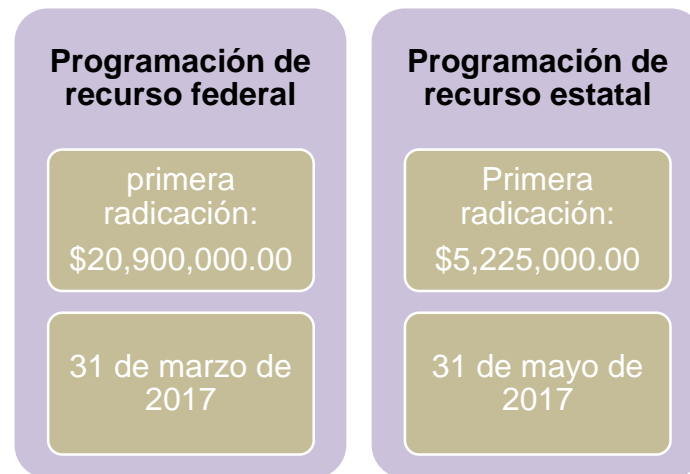 Programación de
recurso federal
primera
radicación:
$20,900,000.00
31 de marzo de
2017
Programación de
recurso estatal
Primera
radicación:
$5,225,000.00
31 de mayo de
2017